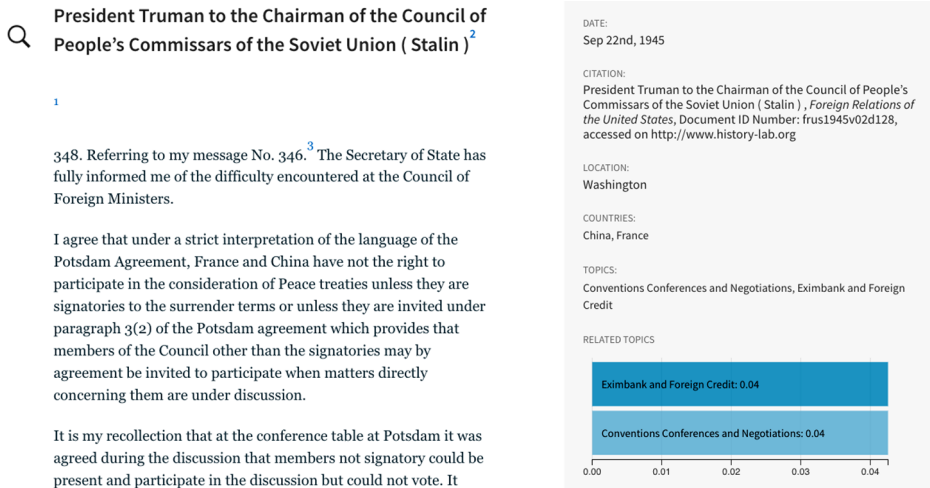 President Truman to the Chairman of the Council of
People’s Commissars of the Soviet Union ( Stalin )2
1
348. Referring to my message No. 346.3 The Secretary of State has
fully informed me of the difficulty encountered at the Council of
Foreign Ministers.
I agree that under a strict interpretation of the language of the
Potsdam Agreement, France and China have not the right to
participate in the consideration of Peace treaties unless they are
signatories to the surrender terms or unless they are invited under
paragraph 3(2) of the Potsdam agreement which provides that
members of the Council other than the signatories may by
agreement be invited to participate when matters directly
concerning them are under discussion.
It is my recollection that at the conference table at Potsdam it was
agreed during the discussion that members not signatory could be
present and participate in the discussion but could not vote. It
DATE:
Sep 22nd, 1945
CITATION:
President Truman to the Chairman of the Council of People’s
Commissars of the Soviet Union ( Stalin ) , Foreign Relations of
the United States, Document ID Number: frus1945v02d128,
accessed on http://www.history-lab.org
LOCATION:
Washington
COUNTRIES:
China, France
TOPICS:
Conventions Conferences and Negotiations, Eximbank and Foreign
Credit
RELATED TOPICS
Eximbank and Foreign Credit: 0.04
Conventions Conferences and Negotiations: 0.04
0.00 0.01 0.02 0.03 0.04